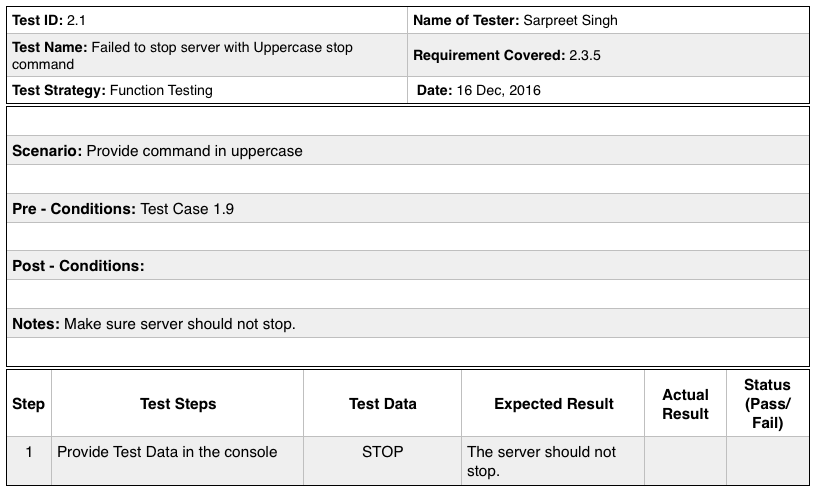 Test ID: 2.1
Name of Tester: Sarpreet Singh
Test Name: Failed to stop server with Uppercase stop
command
Requirement Covered: 2.3.5
Test Strategy: Function Testing
Date: 16 Dec, 2016
Scenario: Provide command in uppercase
Pre - Conditions: Test Case 1.9
Post - Conditions:
Notes: Make sure server should not stop.
Step
Test Steps
Test Data
Expected Result
Actual
Result
Status
(Pass/
Fail)
1
Provide Test Data in the console
STOP
The server should not
stop.